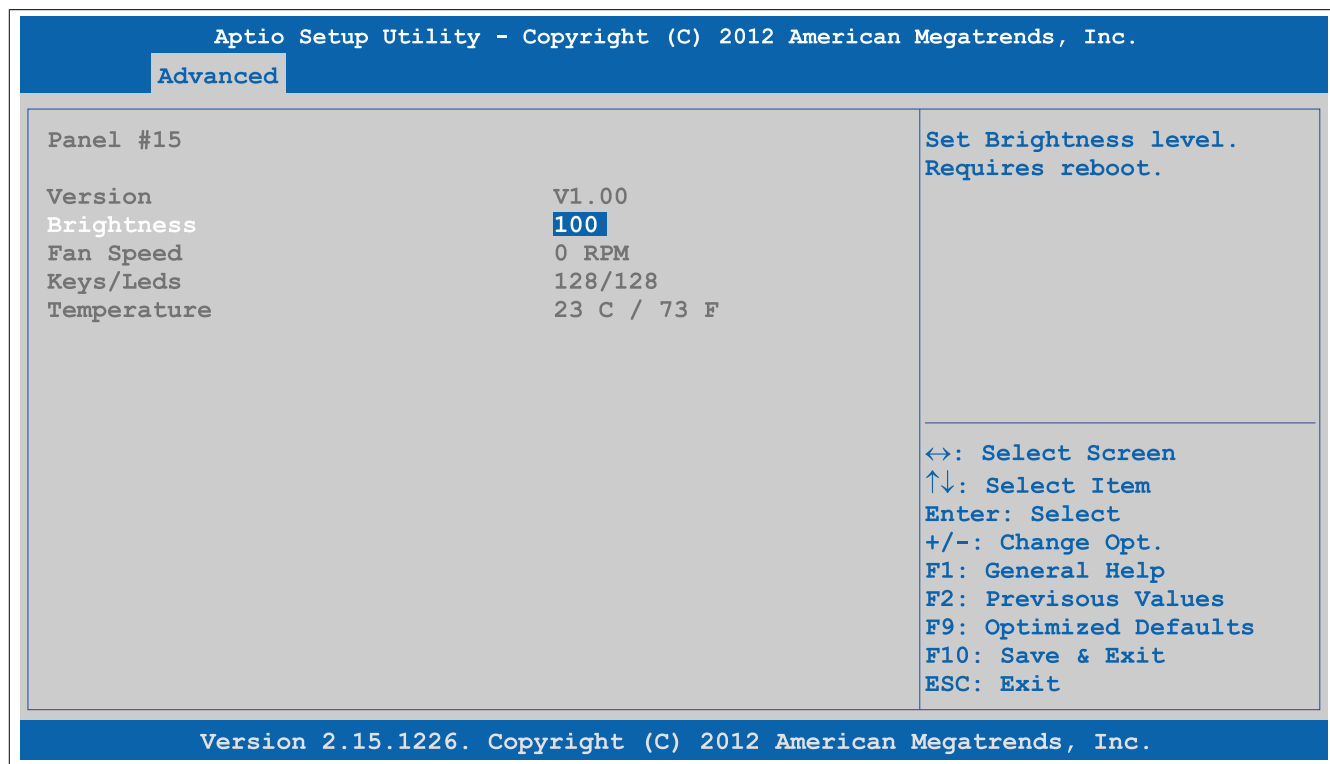 Aptio Setup Utility - Copyright (C) 2012 American Megatrends, Inc.
Advanced
Panel #15
Version V1.00
Brightness 100
Fan Speed 0 RPM
Keys/Leds 128/128
Temperature 23 C / 73 F
Set Brightness level.
Requires reboot.
↔: Select Screen
↑↓: Select Item
Enter: Select
+/-: Change Opt.
F1: General Help
F2: Previsous Values
F9: Optimized Defaults
F10: Save & Exit
ESC: Exit
Version 2.15.1226. Copyright (C) 2012 American Megatrends, Inc.